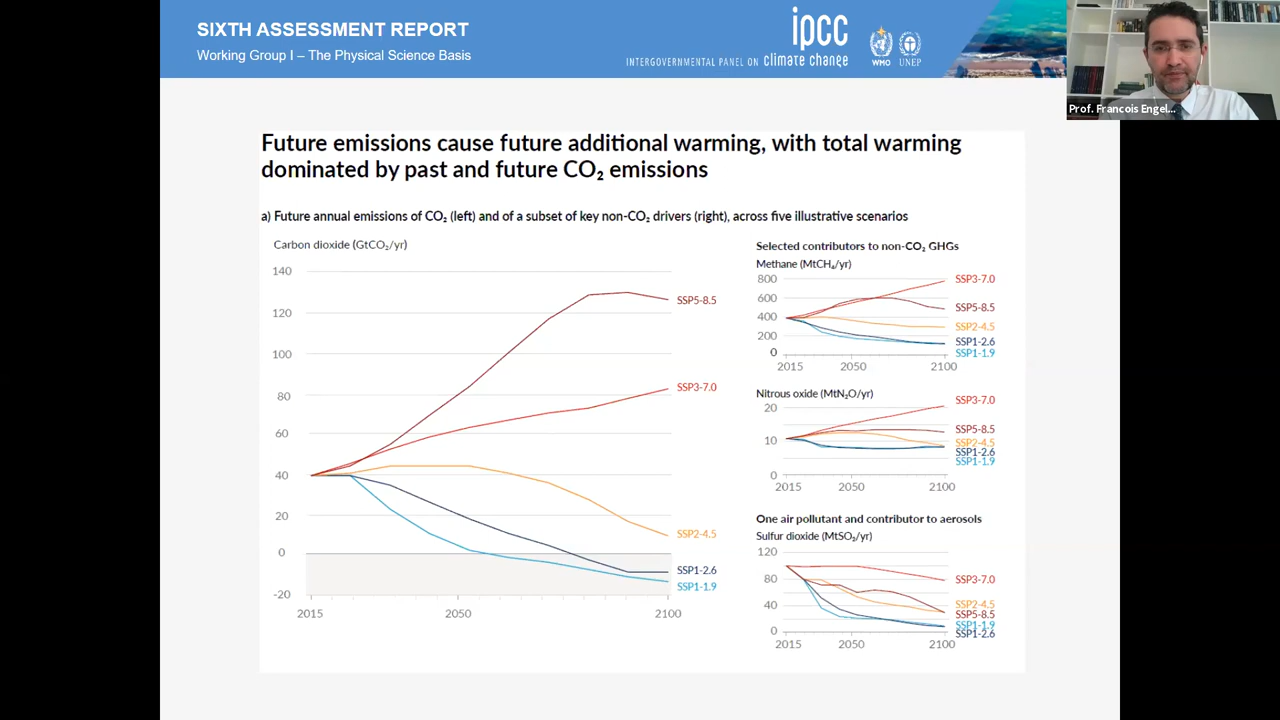 SIXTH ASSESSMENT REPORT
Working Group I – The Physical Science Basis
INTERGOVERNMENTAL PANEL ON climate change
ipcc
WMO
UNEP
Prof. Francois Engel...
Future emissions cause future additional warming, with total warming
dominated by past and future CO₂ emissions
a) Future annual emissions of CO₂ (left) and of a subset of key non-CO₂ drivers (right), across five illustrative scenarios
Carbon dioxide (GtCO₂/yr)
140
120
100
80
60
40
20
0
-20
2015
2050
2100
SSP5-8.5
SSP3-7.0
SSP2-4.5
SSP1-2.6
SSP1-1.9
Selected contributors to non-CO₂ GHGs
Methane (MtCH₄/yr)
800
600
400
200
0
2015
2050
2100
SSP3-7.0
SSP5-8.5
SSP2-4.5
SSP1-2.6
SSP1-1.9
Nitrous oxide (MtN₂O/yr)
20
10
0
2015
2050
2100
SSP3-7.0
SSP5-8.5
SSP2-4.5
SSP1-2.6
SSP1-1.9
One air pollutant and contributor to aerosols
Sulfur dioxide (MtSO₂/yr)
120
80
40
0
2015
2050
2100
SSP3-7.0
SSP2-4.5
SSP5-8.5
SSP1-1.9
SSP1-2.6